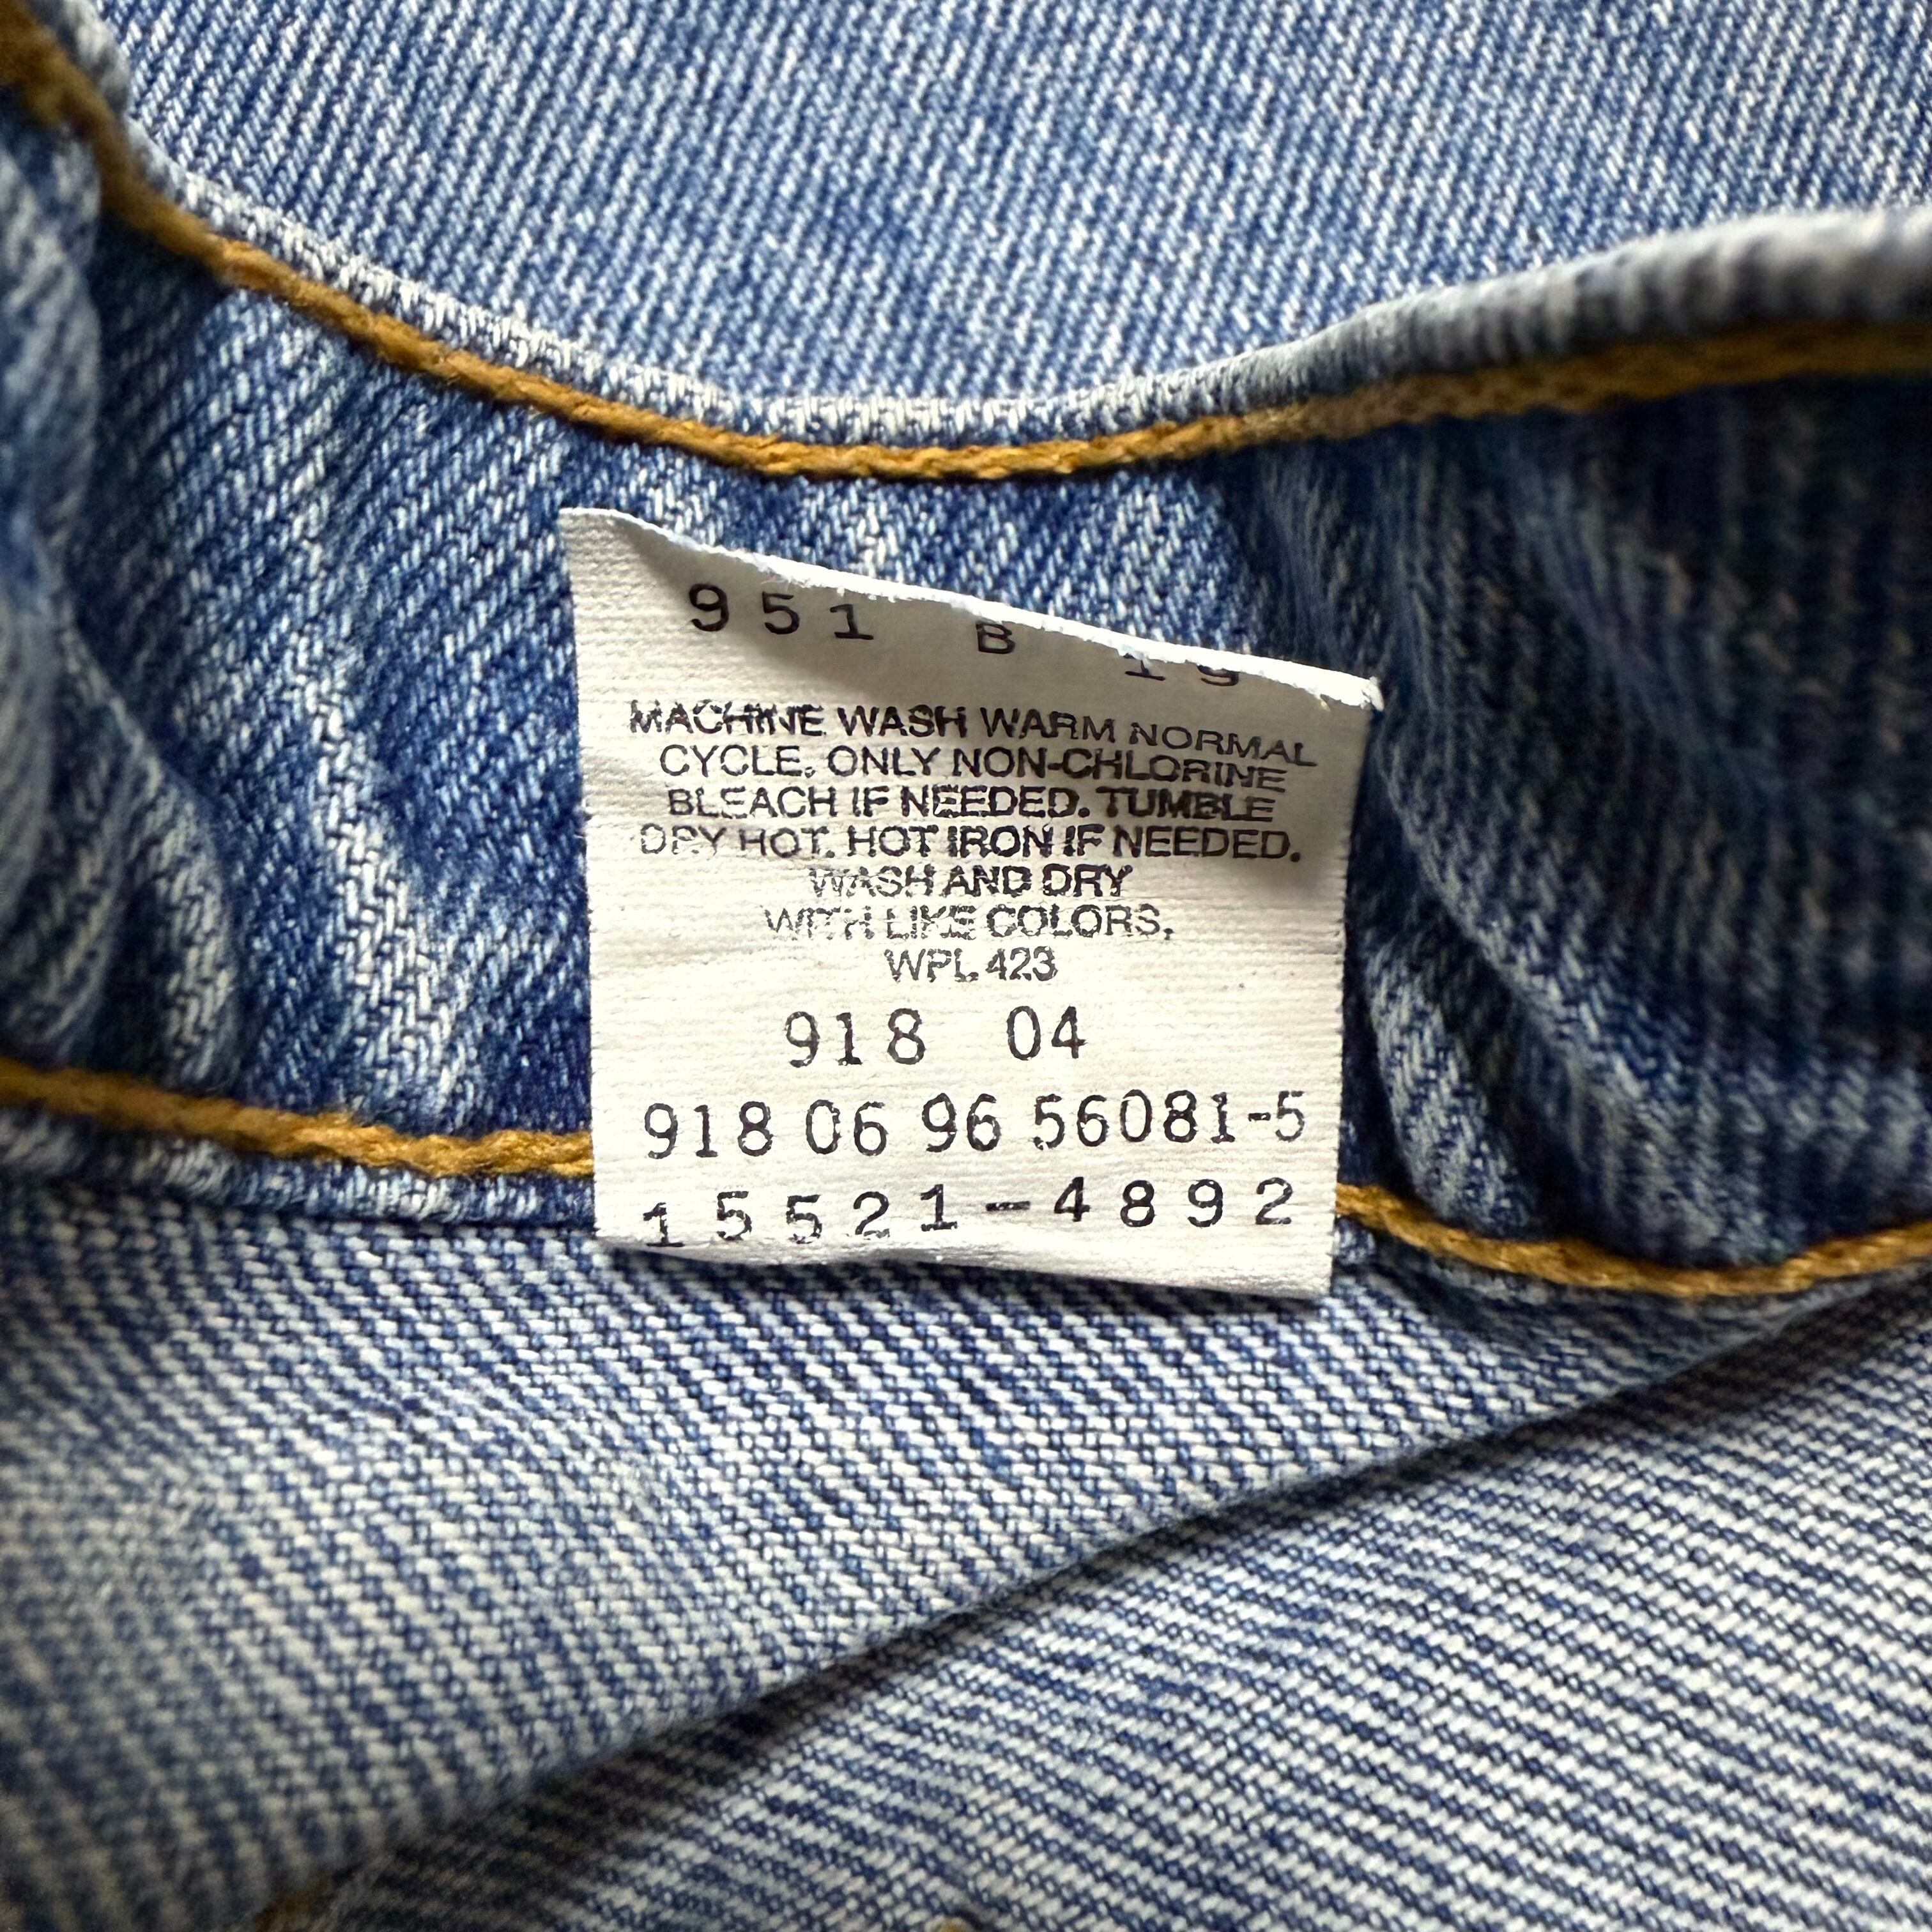 951 B 19
MACHINE WASH WARM NORMAL
CYCLE. ONLY NON-CHLORINE
BLEACH IF NEEDED. TUMBLE
DRY HOT. HOT IRON IF NEEDED.
WASH AND DRY
WITH LIKE COLORS.
WPL 423
918 04
918 06 96 56081-5
15521-4892